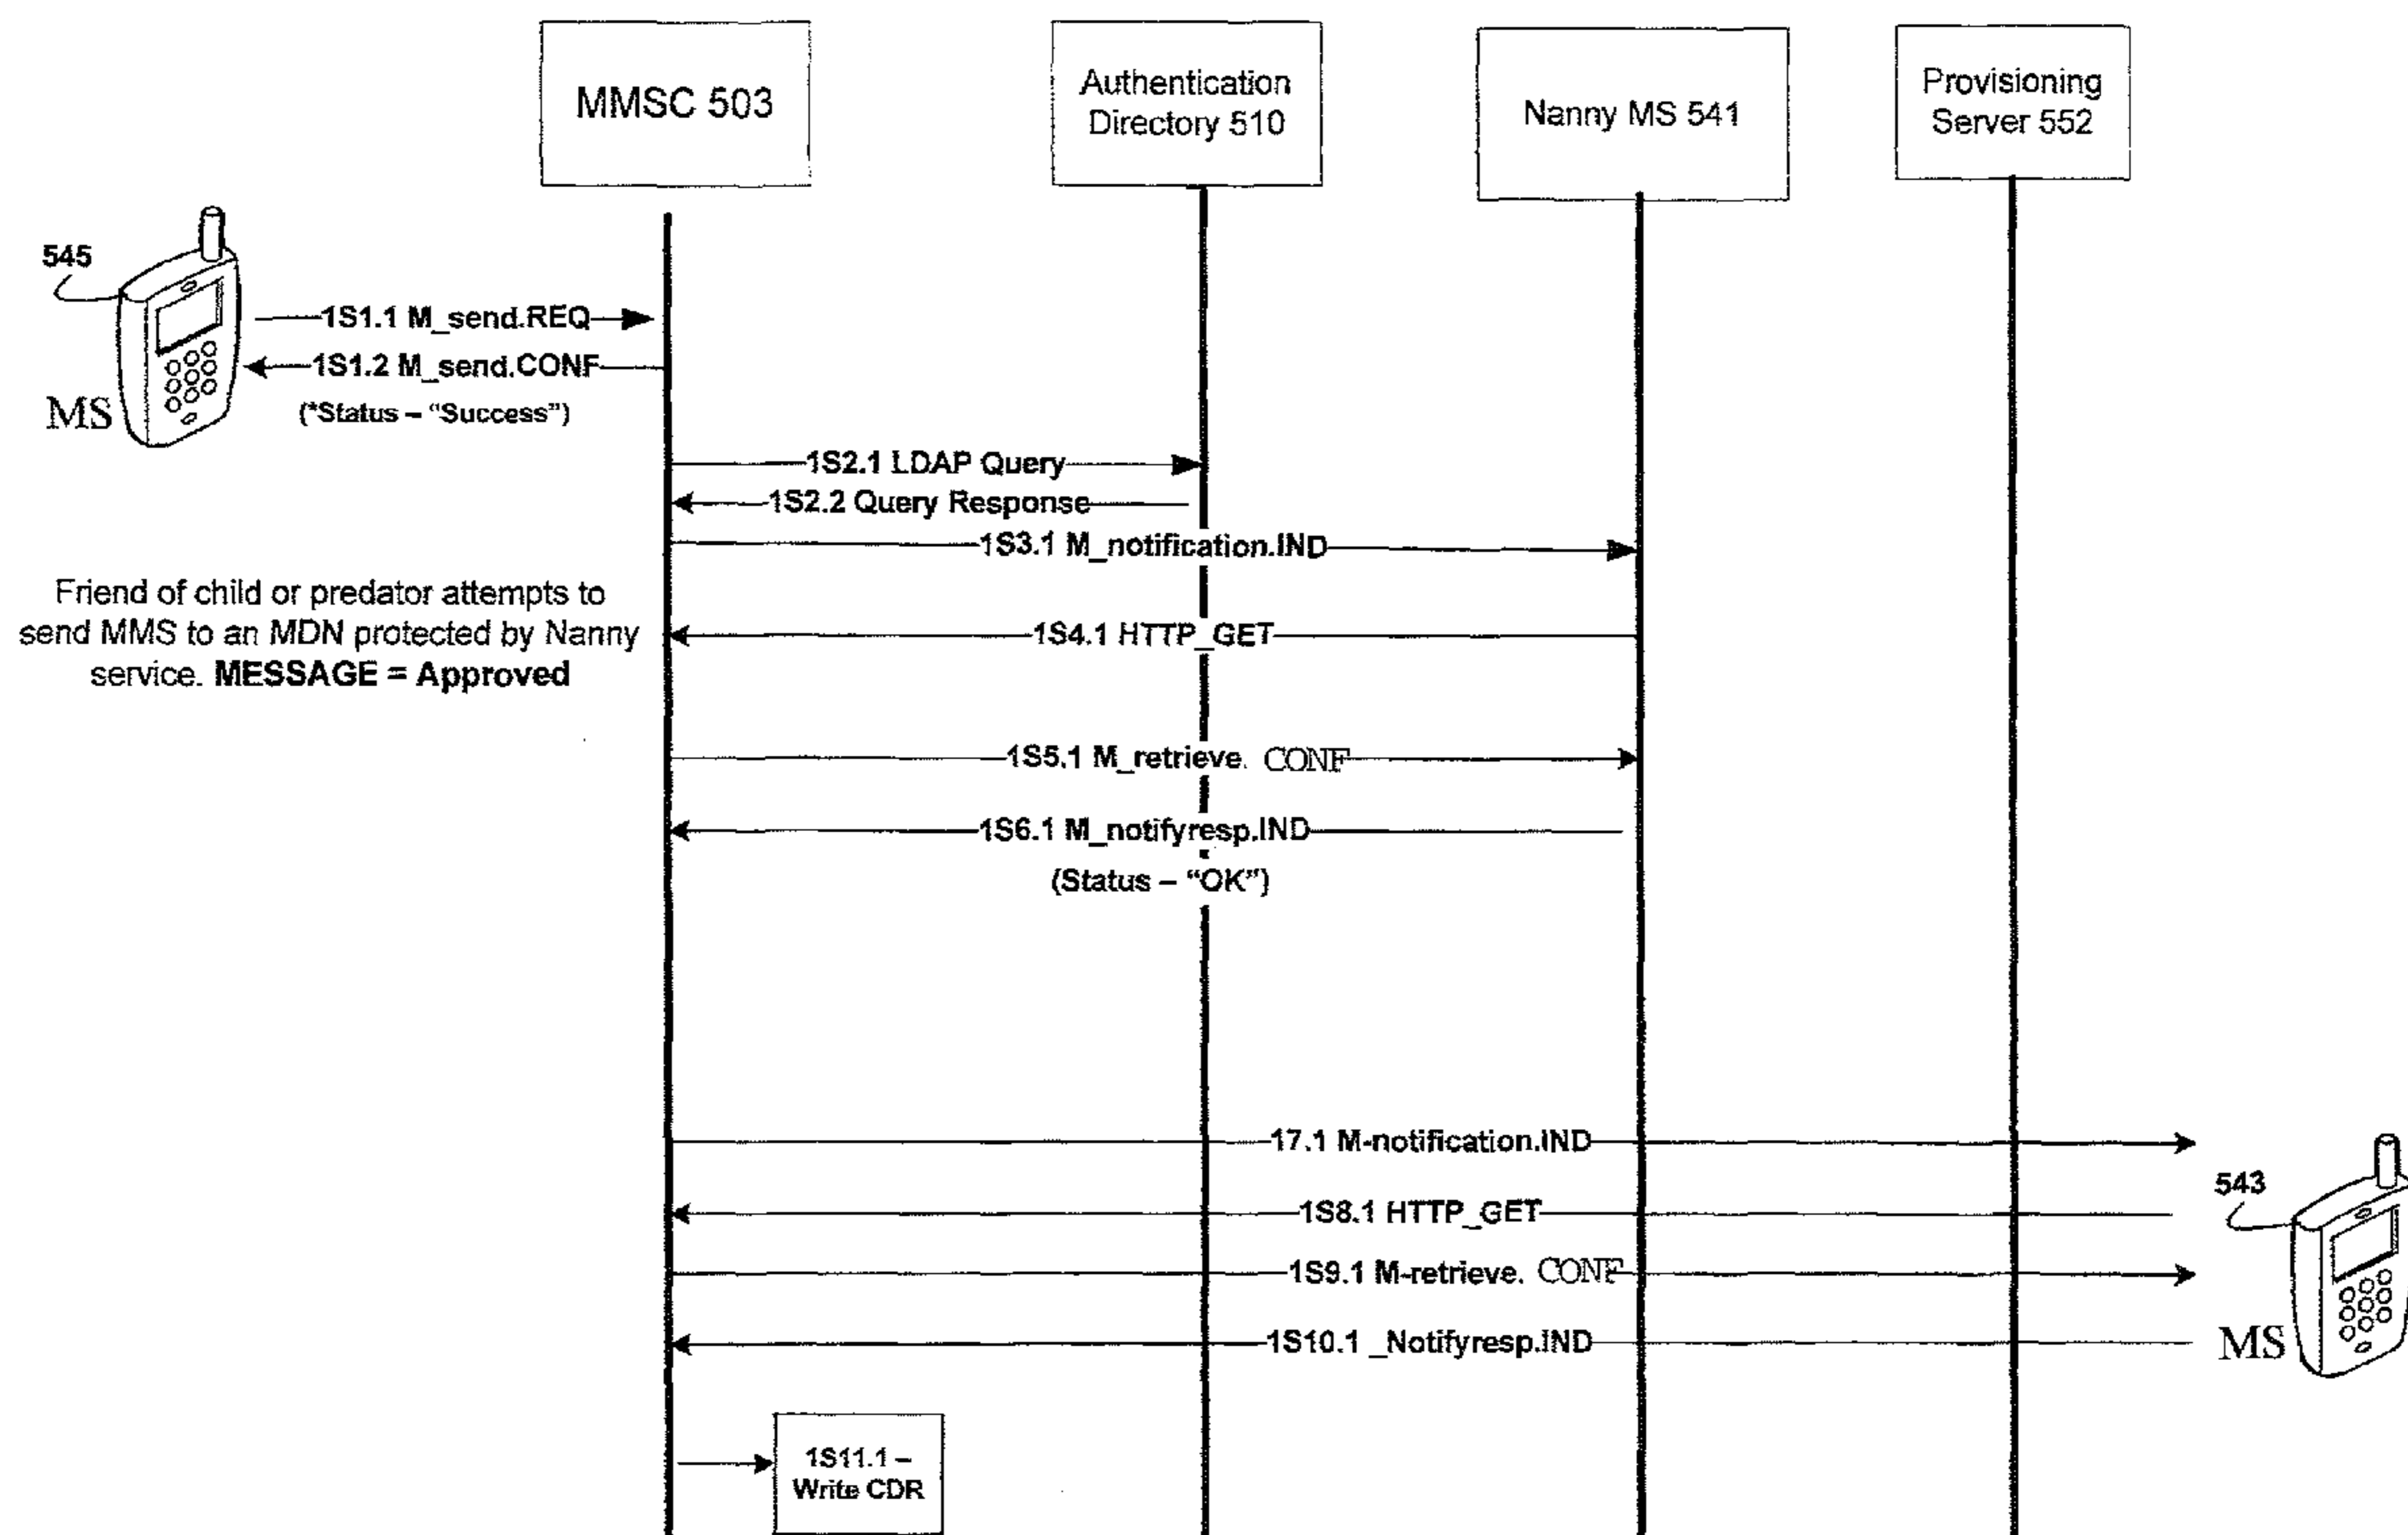 MMSC 503
Authentication
Directory 510
Nanny MS 541
Provisioning
Server 552
545
MS
1S1.1 M_send.REQ
1S1.2 M_send.CONF
(*Status – “Success”)
1S2.1 LDAP Query
1S2.2 Query Response
1S3.1 M_notification.IND
Friend of child or predator attempts to
send MMS to an MDN protected by Nanny
service. MESSAGE = Approved
1S4.1 HTTP_GET
1S5.1 M_retrieve. CONF
1S6.1 M_notifyresp.IND
(Status – “OK”)
17.1 M-notification.IND
543
1S8.1 HTTP_GET
1S9.1 M-retrieve. CONF
1S10.1 _Notifyresp.IND
MS
1S11.1 –
Write CDR